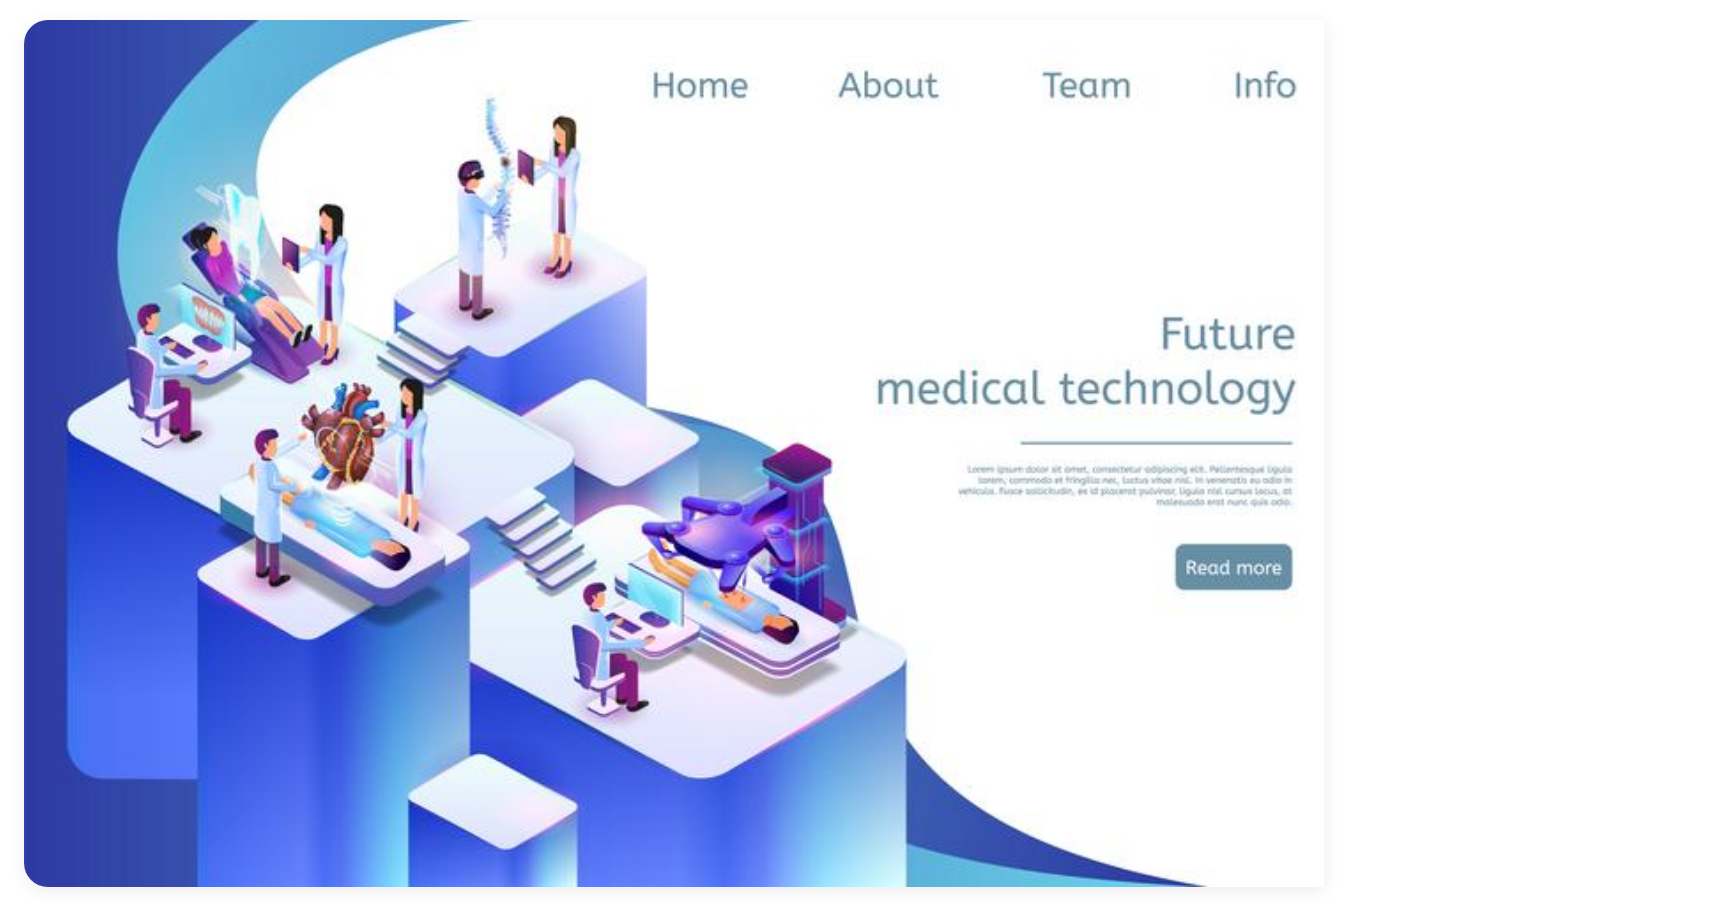 Home About Team Info
Future
medical technology
Lorem ipsum dolor sit amet, consectetur adipiscing elit. Pellentesque ligula
lorem, commodo et fringilla nec, luctus vitae nisl. In venenatis eu odio in
vehicula. Fusce sollicitudin, ex id placerat pulvinar, ligula nisl cursus lacus, at
malesuada erat nunc quis odio.
Read more